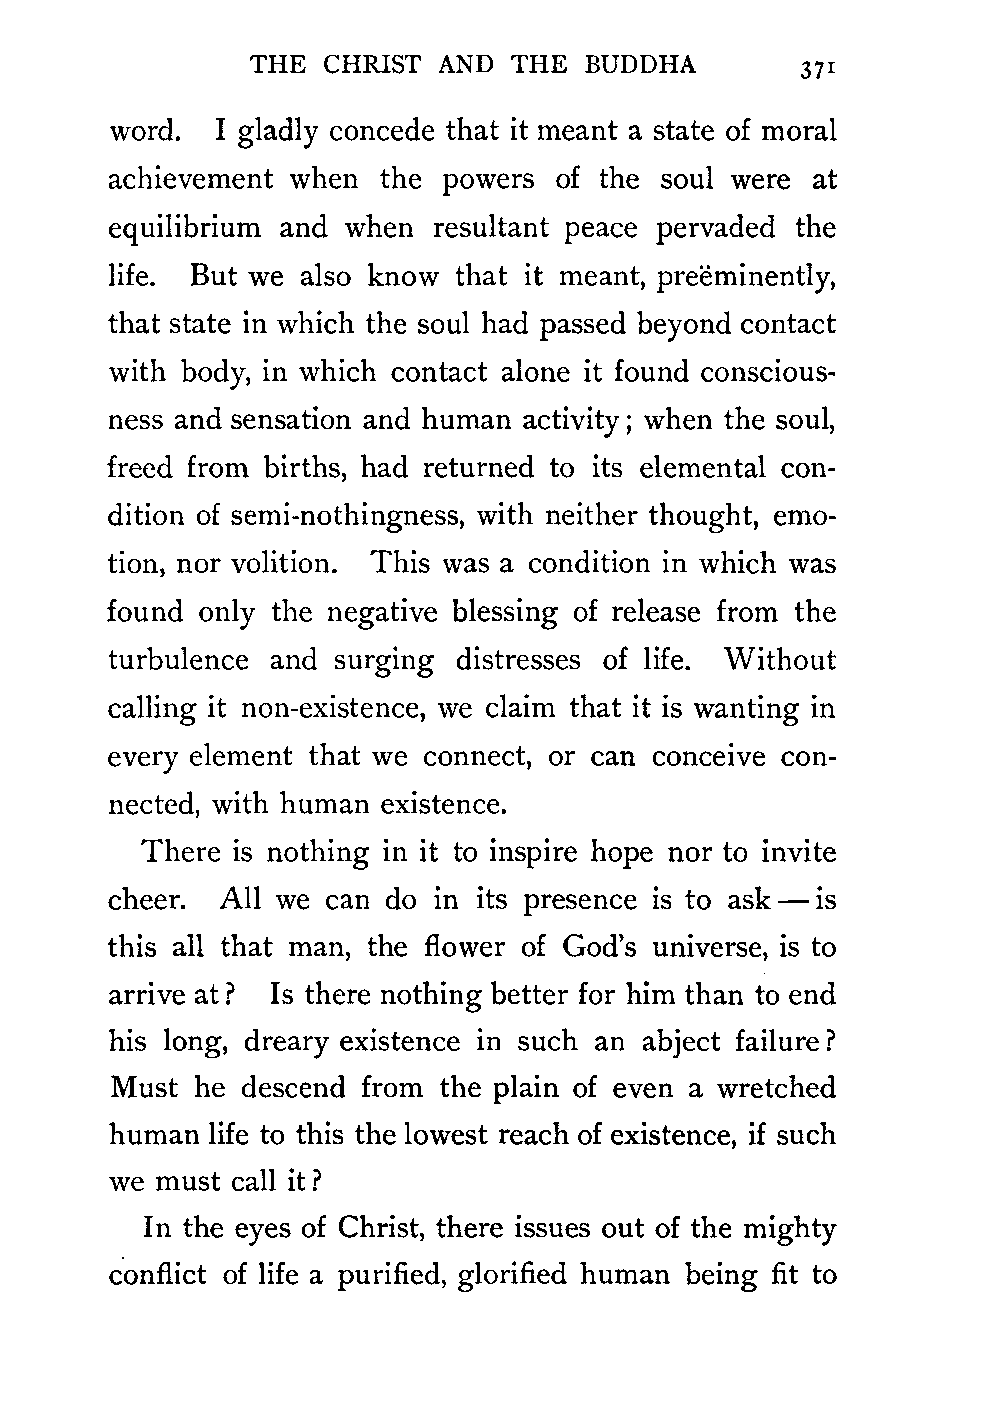 THE CHRIST AND THE BUDDHA 371
word. I gladly concede that it meant a state of moral
achievement when the powers of the soul were at
equilibrium and when resultant peace pervaded the
life. But we also know that it meant, preëminently,
that state in which the soul had passed beyond contact
with body, in which contact alone it found conscious-
ness and sensation and human activity; when the soul,
freed from births, had returned to its elemental con-
dition of semi-nothingness, with neither thought, emo-
tion, nor volition. This was a condition in which was
found only the negative blessing of release from the
turbulence and surging distresses of life. Without
calling it non-existence, we claim that it is wanting in
every element that we connect, or can conceive con-
nected, with human existence.
There is nothing in it to inspire hope nor to invite
cheer. All we can do in its presence is to ask—is
this all that man, the flower of God's universe, is to
arrive at? Is there nothing better for him than to end
his long, dreary existence in such an abject failure?
Must he descend from the plain of even a wretched
human life to this the lowest reach of existence, if such
we must call it?
In the eyes of Christ, there issues out of the mighty
conflict of life a purified, glorified human being fit to